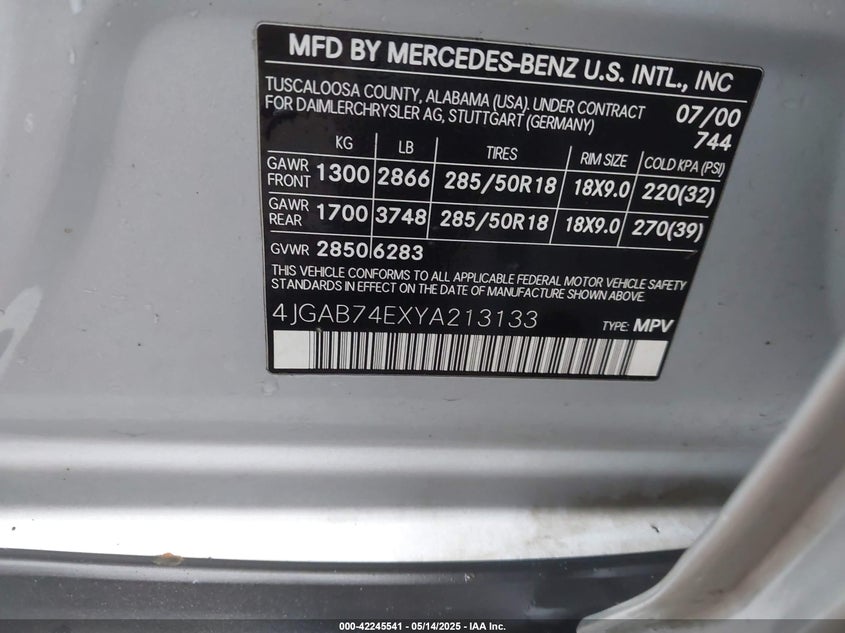 MFD BY MERCEDES-BENZ U.S. INTL., INC
TUSCALOOSA COUNTY, ALABAMA (USA). UNDER CONTRACT
FOR DAIMLERCHRYSLER AG, STUTTGART (GERMANY)
07/00
744
KG LB TIRES RIM SIZE COLD KPA (PSI)
GAWR FRONT 1300 2866 285/50R18 18X9.0 220(32)
GAWR REAR 1700 3748 285/50R18 18X9.0 270(39)
GVWR 2850 6283
THIS VEHICLE CONFORMS TO ALL APPLICABLE FEDERAL MOTOR VEHICLE SAFETY
STANDARDS IN EFFECT ON THE DATE OF MANUFACTURE SHOWN ABOVE.
4JGAB74EXYA213133 TYPE: MPV
000-42245541 - 05/14/2025 - IAA Inc.